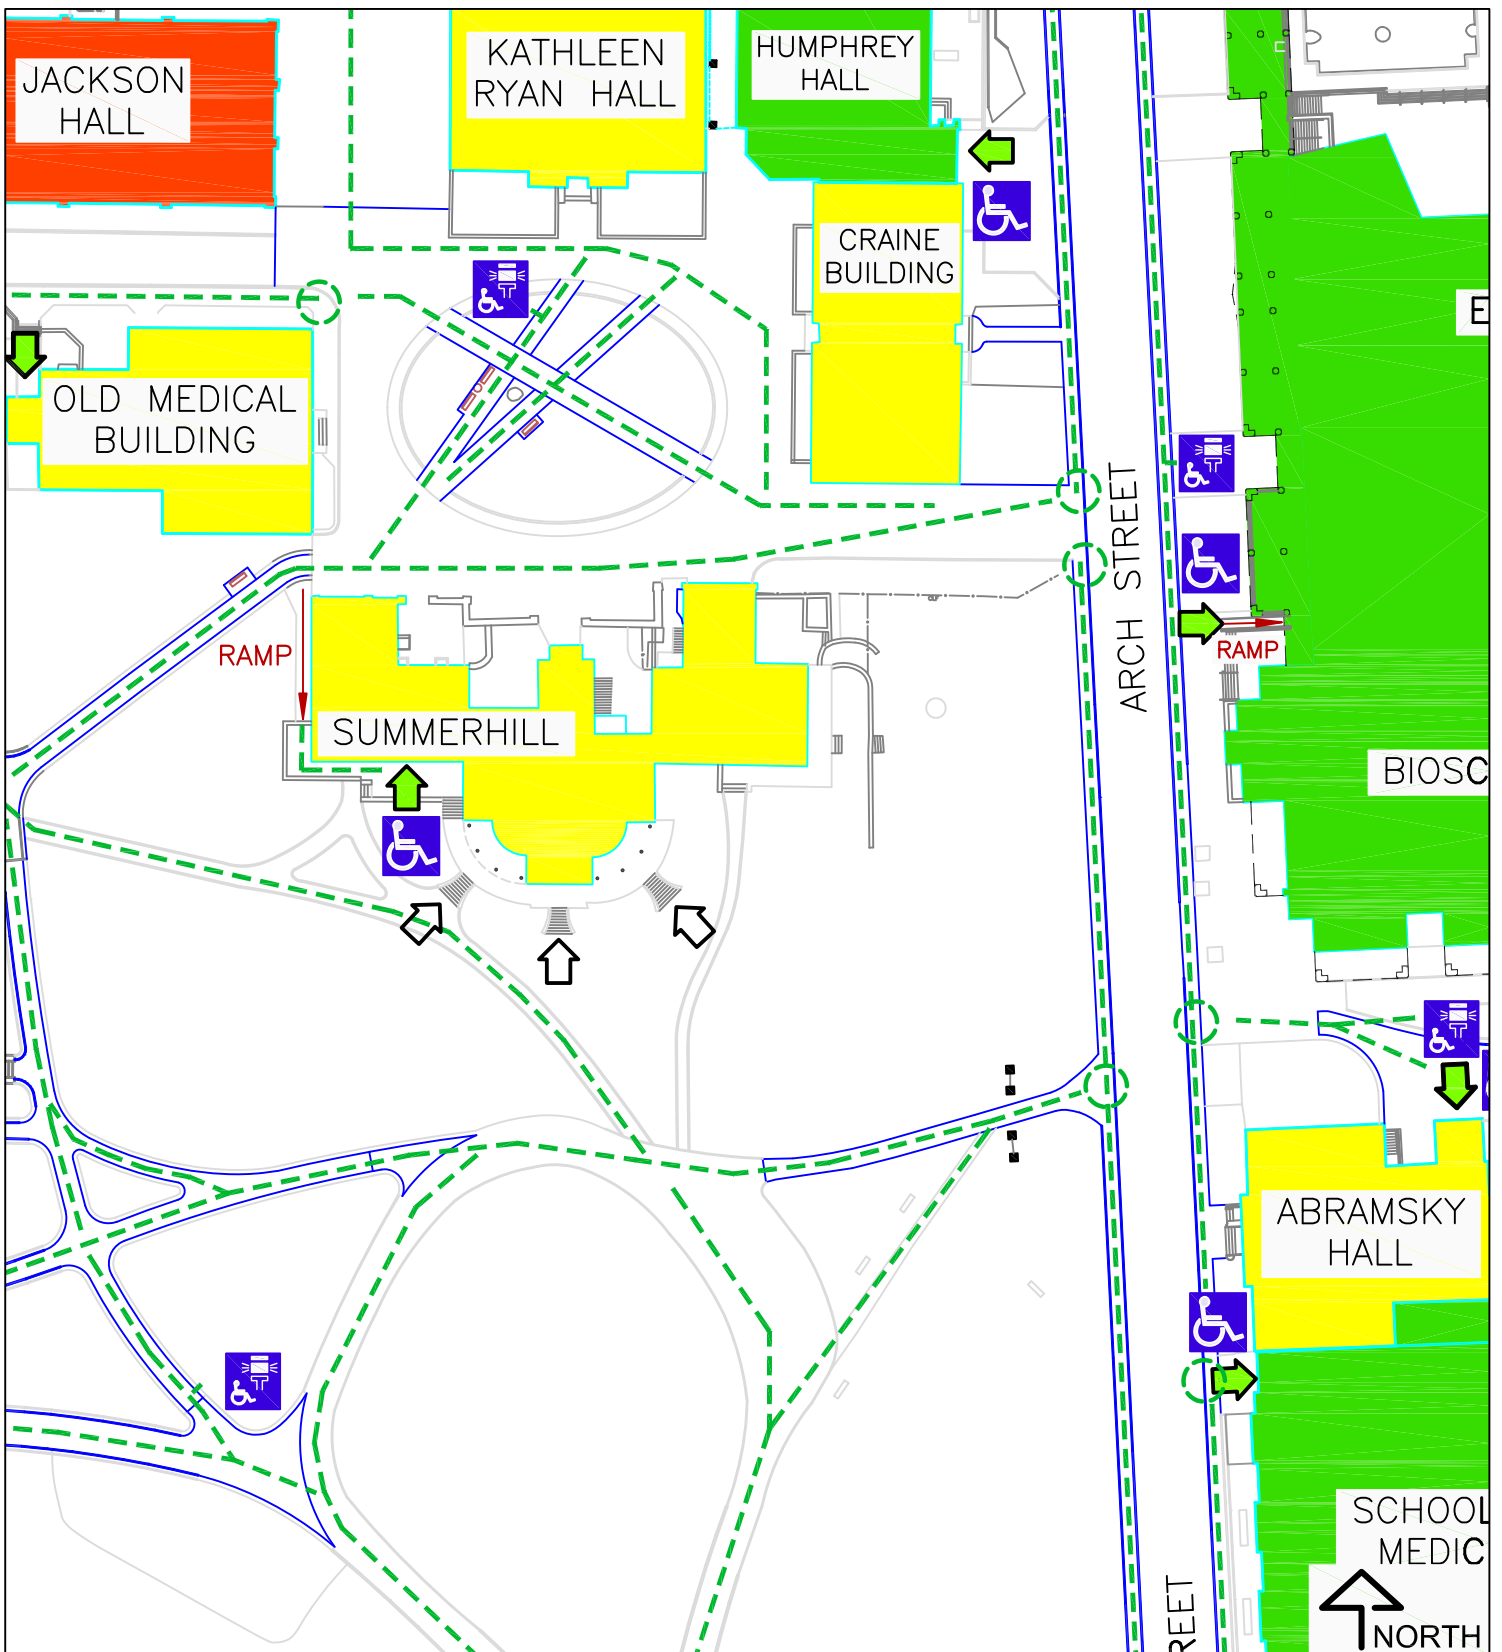 JACKSON
HALL
KATHLEEN
RYAN HALL
HUMPHREY
HALL
CRAINE
BUILDING
E
OLD MEDICAL
BUILDING
ARCH STREET
RAMP
RAMP
SUMMERHILL
BIOSC
ABRAMSKY
HALL
SCHOOL
MEDIC
REET
NORTH